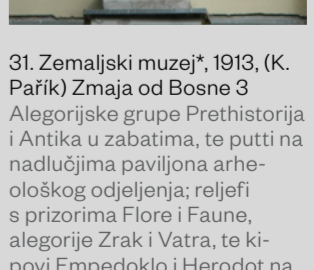 31. Zemaljski muzej*, 1913, (K.
Pařík) Zmaja od Bosne 3
Alegorijske grupe Prethistorija
i Antika u zabatima, te putti na
nadlučjima paviljona arhe-
ološkog odjeljenja; reljefi
s prizorima Flore i Faune,
alegorije Zrak i Vatra, te ki-
povi Empedoklo i Herodot na